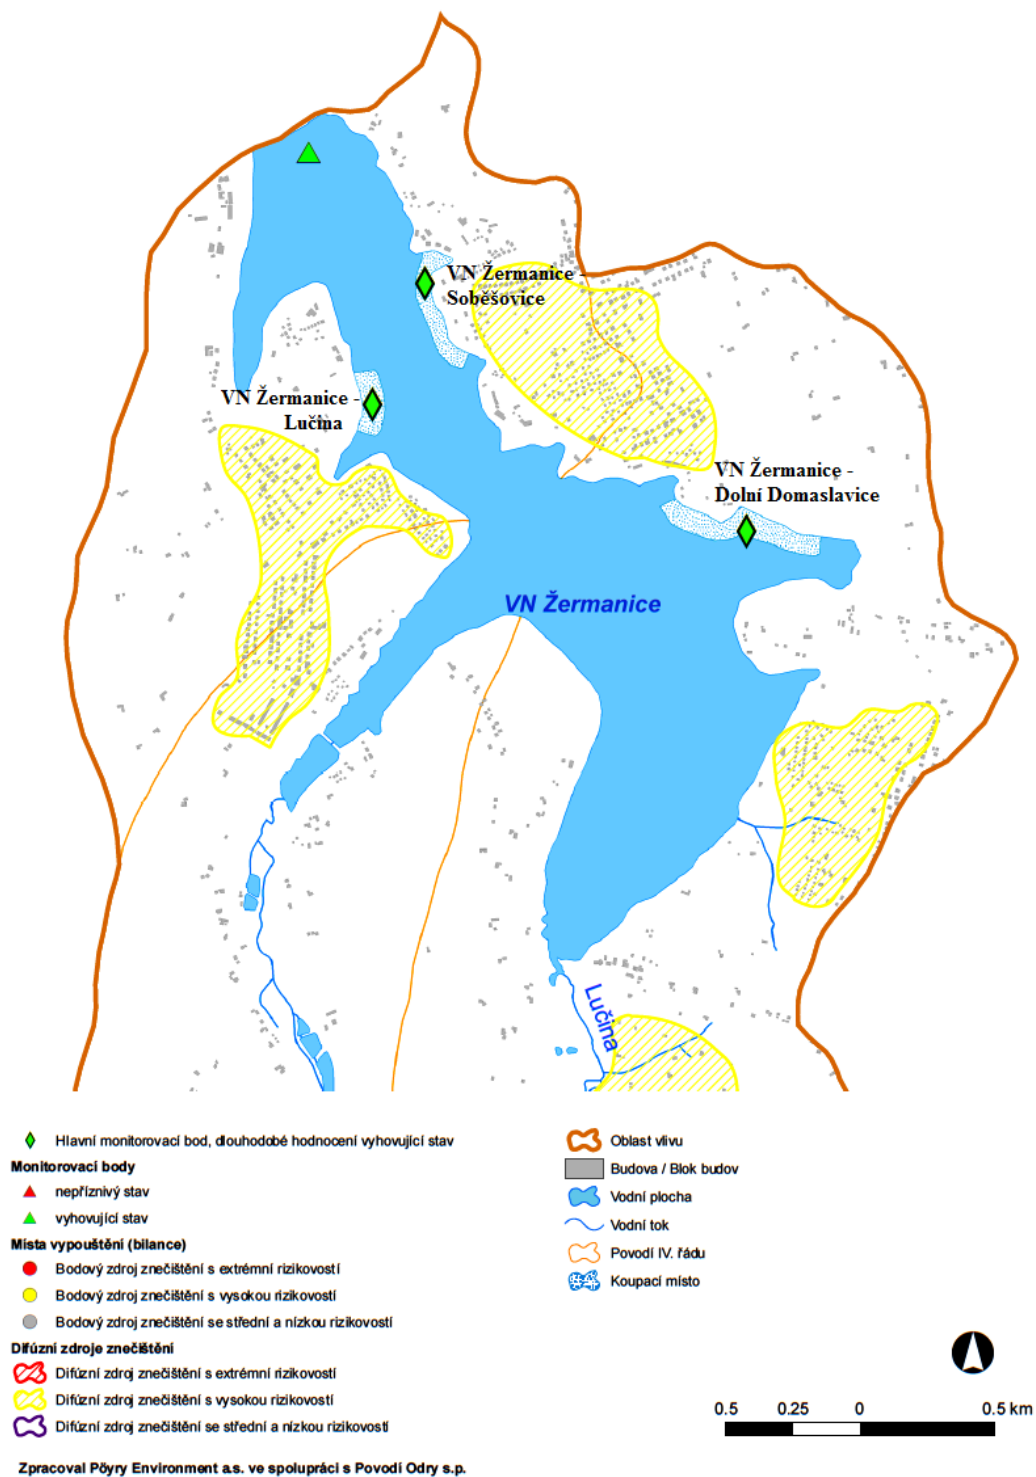 VN Žermanice -
Soběšovice
VN Žermanice -
Lučina
VN Žermanice -
Dolní Domaslavice
VN Žermanice
Lučina
Hlavní monitorovací bod, dlouhodobé hodnocení vyhovující stav
Monitorovací body
nepříznivý stav
vyhovující stav
Místa vypouštění (bilance)
Bodový zdroj znečištění s extrémní rizikovostí
Bodový zdroj znečištění s vysokou rizikovostí
Bodový zdroj znečištění se střední a nízkou rizikovostí
Difúzní zdroje znečištění
Difúzní zdroj znečištění s extrémní rizikovostí
Difúzní zdroj znečištění s vysokou rizikovostí
Difúzní zdroj znečištění se střední a nízkou rizikovostí
Oblast vlivu
Budova / Blok budov
Vodní plocha
Vodní tok
Povodí IV. řádu
Koupací místo
0.5 0.25 0 0.5 km
Zpracoval Pöyry Environment a.s. ve spolupráci s Povodí Odry s.p.